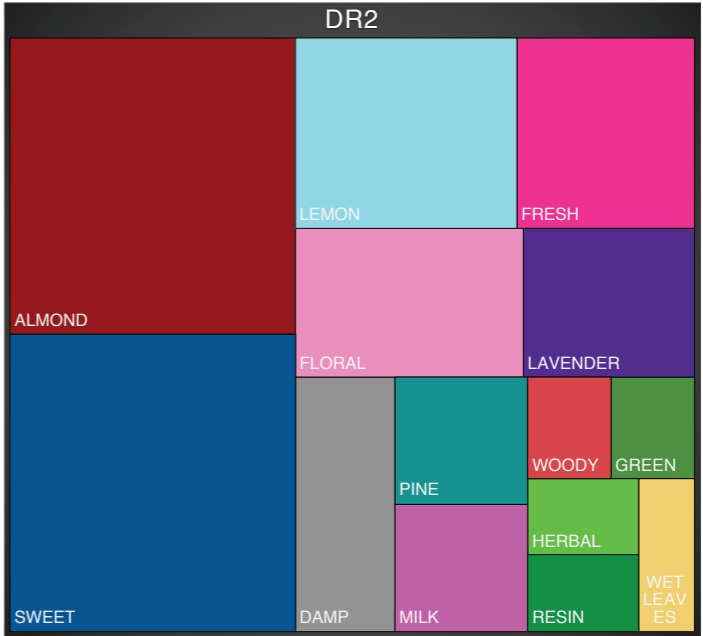 DR2
ALMOND
LEMON
FRESH
FLORAL
LAVENDER
SWEET
DAMP
PINE
MILK
WOODY
GREEN
HERBAL
RESIN
WET
LEAV
ES